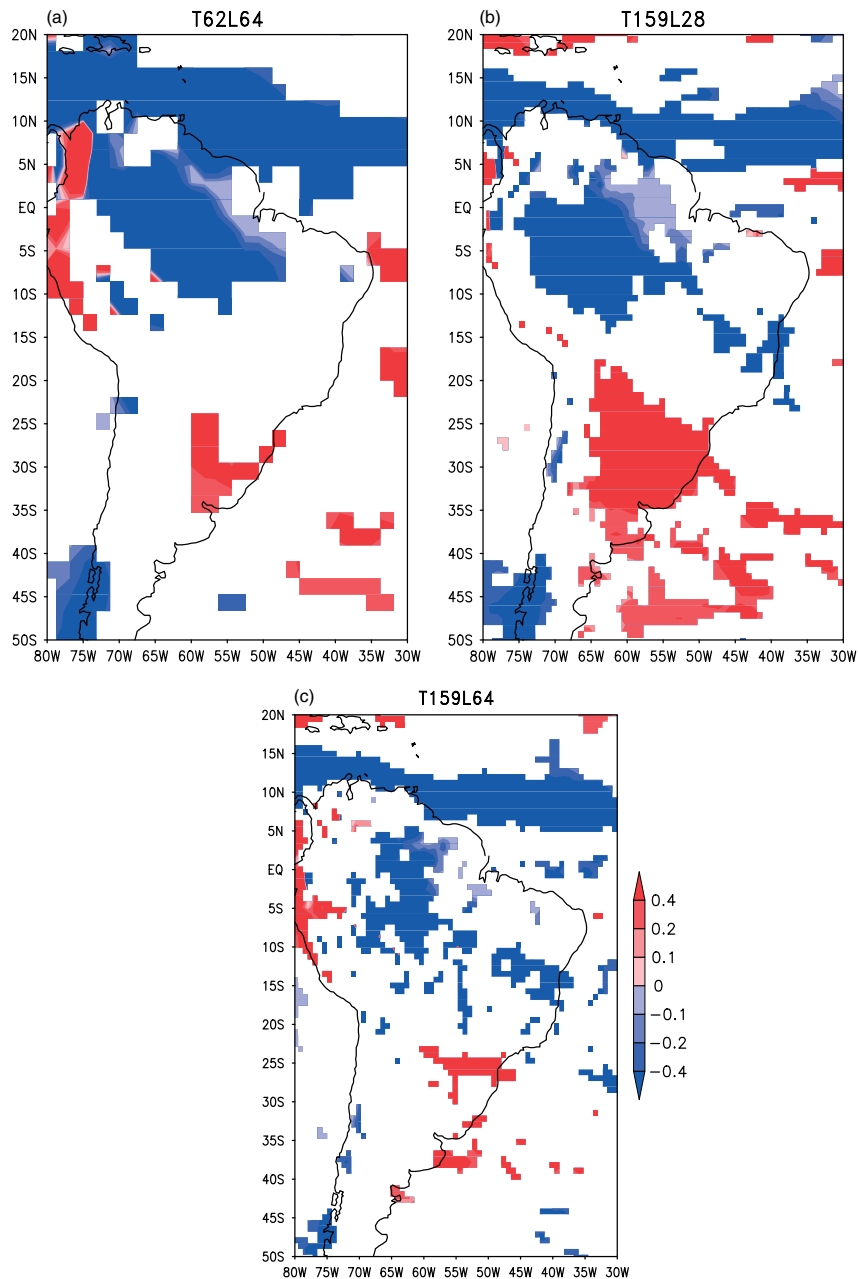 (a) T62L64
20N
15N
10N
5N
EQ
5S
10S
15S
20S
25S
30S
35S
40S
45S
50S
80W 75W 70W 65W 60W 55W 50W 45W 40W 35W 30W
(b) T159L28
20N
15N
10N
5N
EQ
5S
10S
15S
20S
25S
30S
35S
40S
45S
50S
80W 75W 70W 65W 60W 55W 50W 45W 40W 35W 30W
(c) T159L64
20N
15N
10N
5N
EQ
5S
10S
15S
20S
25S
30S
35S
40S
45S
50S
80W 75W 70W 65W 60W 55W 50W 45W 40W 35W 30W
0.4
0.2
0.1
0
−0.1
−0.2
−0.4